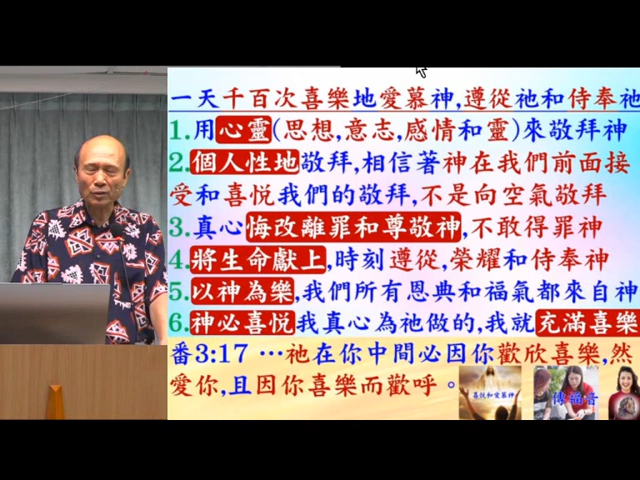 一天千百次喜樂地愛慕神,遵從祂和侍奉祂
1.用心靈(思想,意志,感情和靈)來敬拜神
2.個人性地敬拜,相信著神在我們前面接
受和喜悅我們的敬拜,不是向空氣敬拜
3.真心悔改離罪和尊敬神,不敢得罪神
4.將生命獻上,時刻遵從,榮耀和侍奉神
5.以神為樂,我們所有恩典和福氣都來自神
6.神必喜悅我真心為祂做的,我就充滿喜樂
番3:17 …祂在你中間必因你歡欣喜樂,然
愛你,且因你喜樂而歡呼。
喜悅和愛慕神
傳福音